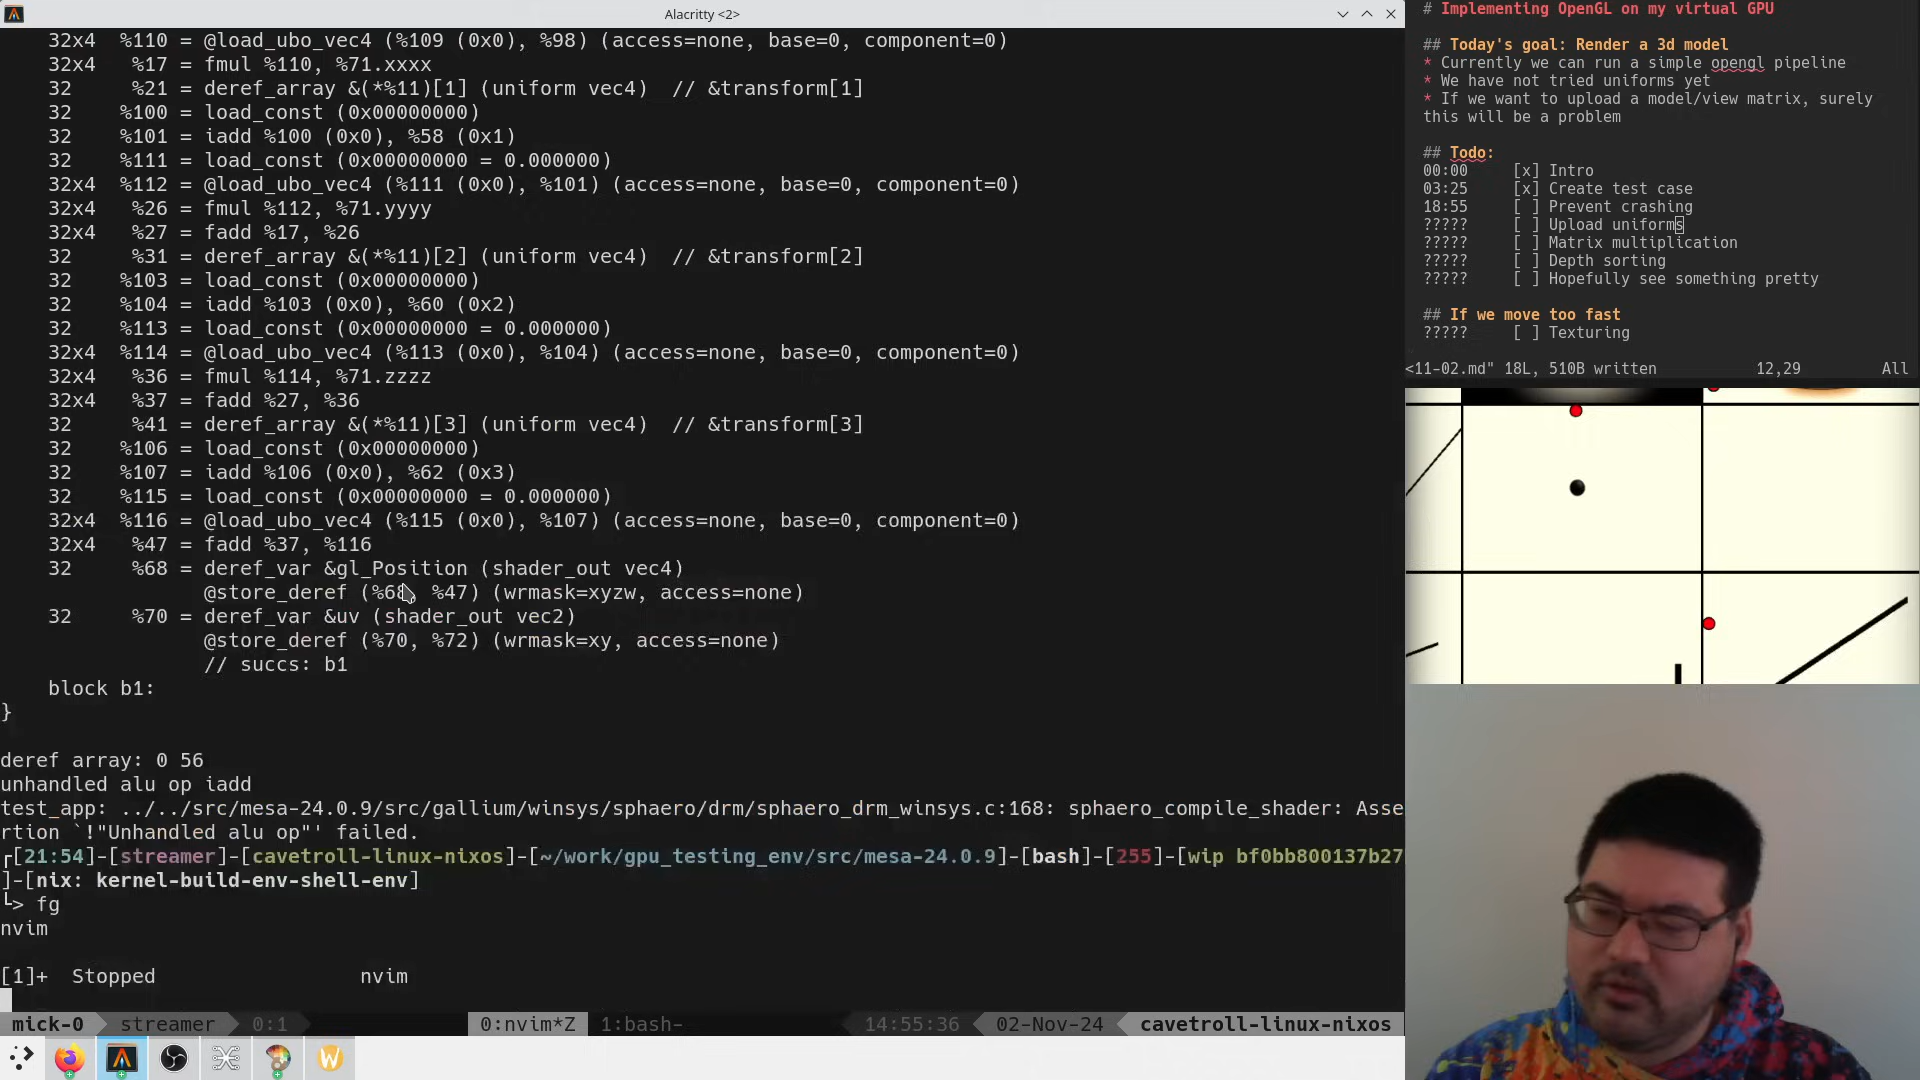 Alacritty <2>
32x4  %110 = @load_ubo_vec4 (%109 (0x0), %98) (access=none, base=0, component=0)
32x4   %17 = fmul %110, %71.xxxx
32     %21 = deref_array &(*%11)[1] (uniform vec4)  // &transform[1]
32    %100 = load_const (0x00000000)
32    %101 = iadd %100 (0x0), %58 (0x1)
32    %111 = load_const (0x00000000 = 0.000000)
32x4  %112 = @load_ubo_vec4 (%111 (0x0), %101) (access=none, base=0, component=0)
32x4   %26 = fmul %112, %71.yyyy
32x4   %27 = fadd %17, %26
32     %31 = deref_array &(*%11)[2] (uniform vec4)  // &transform[2]
32    %103 = load_const (0x00000000)
32    %104 = iadd %103 (0x0), %60 (0x2)
32    %113 = load_const (0x00000000 = 0.000000)
32x4  %114 = @load_ubo_vec4 (%113 (0x0), %104) (access=none, base=0, component=0)
32x4   %36 = fmul %114, %71.zzzz
32x4   %37 = fadd %27, %36
32     %41 = deref_array &(*%11)[3] (uniform vec4)  // &transform[3]
32    %106 = load_const (0x00000000)
32    %107 = iadd %106 (0x0), %62 (0x3)
32    %115 = load_const (0x00000000 = 0.000000)
32x4  %116 = @load_ubo_vec4 (%115 (0x0), %107) (access=none, base=0, component=0)
32x4   %47 = fadd %37, %116
32     %68 = deref_var &gl_Position (shader_out vec4)
@store_deref (%68, %47) (wrmask=xyzw, access=none)
32     %70 = deref_var &uv (shader_out vec2)
@store_deref (%70, %72) (wrmask=xy, access=none)
// succs: b1
block b1:
}
deref array: 0 56
unhandled alu op iadd
test_app: ../../src/mesa-24.0.9/src/gallium/winsys/sphaero/drm/sphaero_drm_winsys.c:168: sphaero_compile_shader: Asse
rtion `!"Unhandled alu op"' failed.
┌[21:54]-[streamer]-[cavetroll-linux-nixos]-[~/work/gpu_testing_env/src/mesa-24.0.9]-[bash]-[255]-[wip bf0bb800137b27
]-[nix: kernel-build-env-shell-env]
└> fg
nvim
[1]+  Stopped                 nvim
mick-0 streamer 0:1 0:nvim*Z 1:bash- 14:55:36 02-Nov-24 cavetroll-linux-nixos
# Implementing OpenGL on my virtual GPU
## Today's goal: Render a 3d model
* Currently we can run a simple opengl pipeline
* We have not tried uniforms yet
* If we want to upload a model/view matrix, surely
this will be a problem
## Todo:
00:00    [x] Intro
03:25    [x] Create test case
18:55    [ ] Prevent crashing
?????    [ ] Upload uniforms
?????    [ ] Matrix multiplication
?????    [ ] Depth sorting
?????    [ ] Hopefully see something pretty
## If we move too fast
?????    [ ] Texturing
<11-02.md" 18L, 510B written    12,29    All